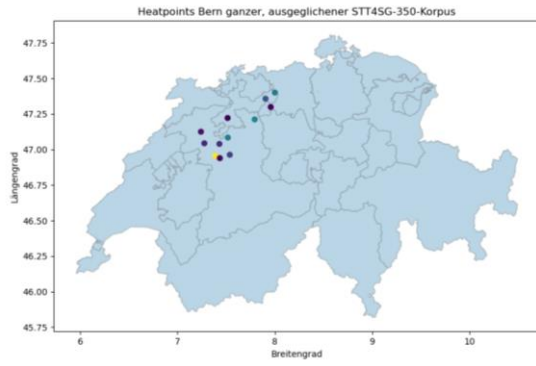 Heatpoints Bern ganzer, ausgeglichener STT4SG-350-Korpus
47.75
47.50
47.25
47.00
46.75
46.50
46.25
46.00
45.75
Längengrad
6 7 8 9 10
Breitengrad